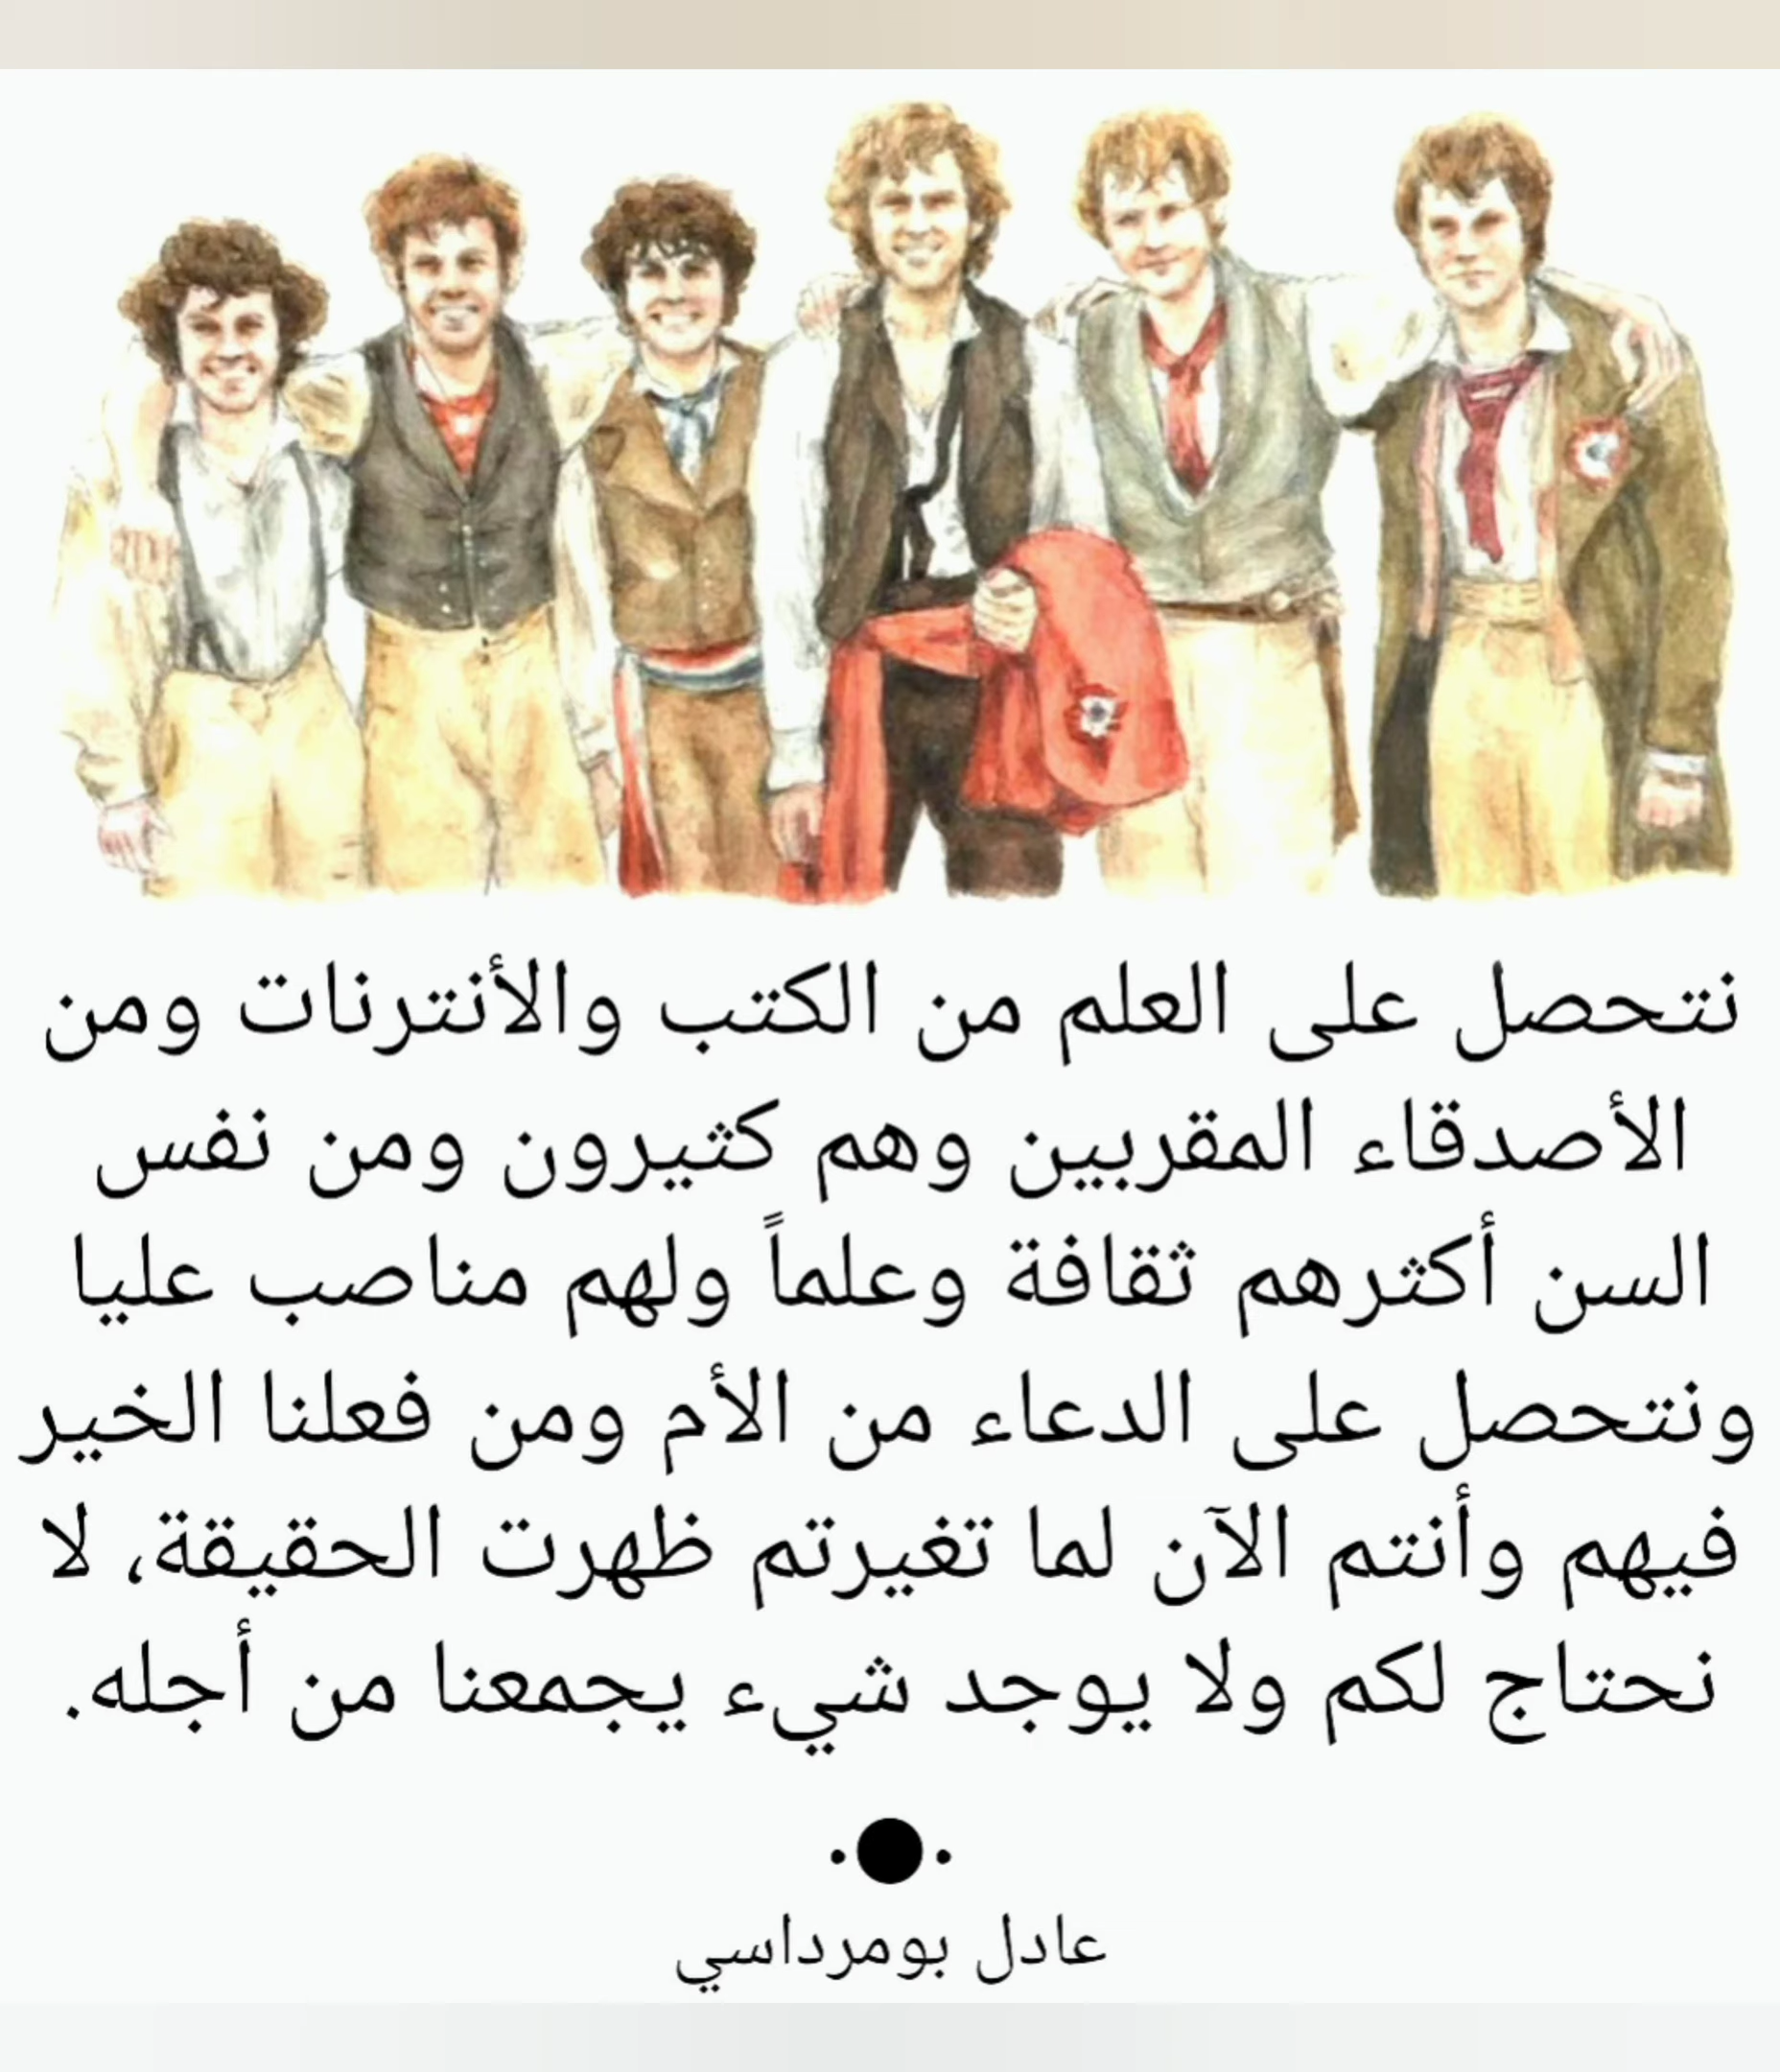 نتحصل على العلم من الكتب والأنترنات ومن
الأصدقاء المقربين وهم كثيرون ومن نفس
السن أكثرهم ثقافة وعلماً ولهم مناصب عليا
ونتحصل على الدعاء من الأم ومن فعلنا الخير
فيهم وأنتم الآن لما تغيرتم ظهرت الحقيقة، لا
نحتاج لكم ولا يوجد شيء يجمعنا من أجله.
عادل بومرداسي